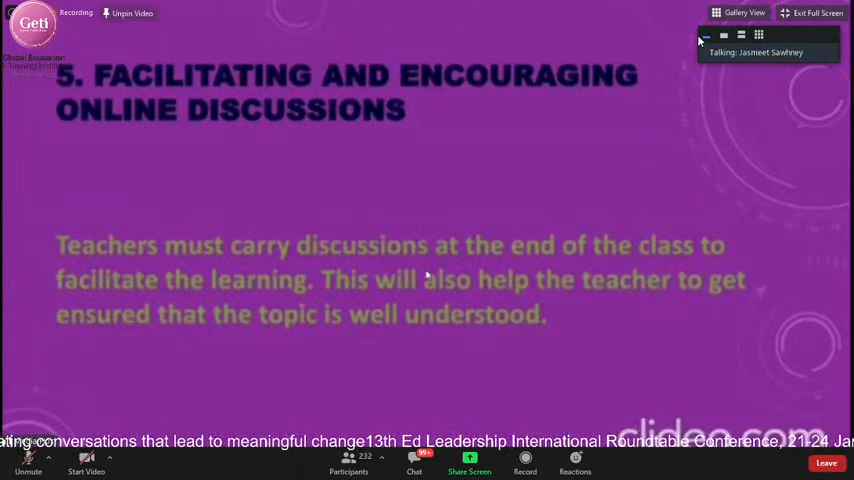 Geti
Recording
Unpin Video
Gallery View
Exit Full Screen
Talking: Jasmeet Sawhney
Global Education
5. FACILITATING AND ENCOURAGING
ONLINE DISCUSSIONS
Teachers must carry discussions at the end of the class to
facilitate the learning. This will also help the teacher to get
ensured that the topic is well understood.
clideo.com
ating conversations that lead to meaningful change13th Ed Leadership International Roundtable Conference, 21-24 Jan
Unmute
Start Video
232
Participants
99+
Chat
Share Screen
Record
Reactions
Leave